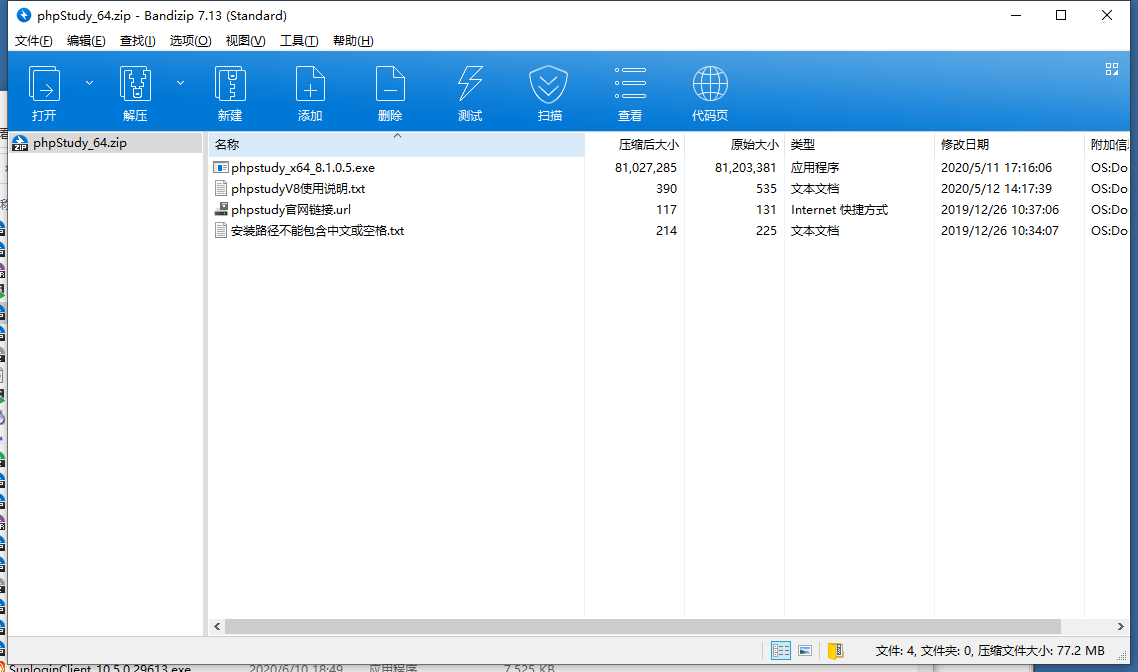 phpStudy_64.zip - Bandizip 7.13 (Standard)
文件(F) 编辑(E) 查找(I) 选项(O) 视图(V) 工具(T) 帮助(H)
打开 解压 新建 添加 删除 测试 扫描 查看 代码页
phpStudy_64.zip
名称 压缩后大小 原始大小 类型 修改日期 附加信
phpstudy_x64_8.1.0.5.exe 81,027,285 81,203,381 应用程序 2020/5/11 17:16:06 OS:Do
phpstudyV8使用说明.txt 390 535 文本文档 2020/5/12 14:17:39 OS:Do
phpstudy官网链接.url 117 131 Internet 快捷方式 2019/12/26 10:37:06 OS:Do
安装路径不能包含中文或空格.txt 214 225 文本文档 2019/12/26 10:34:07 OS:Do
文件: 4, 文件夹: 0, 压缩文件大小: 77.2 MB
SunloginClient_10.5.0.29613.exe 2020/6/10 18:49 应用程序 7,525 KB